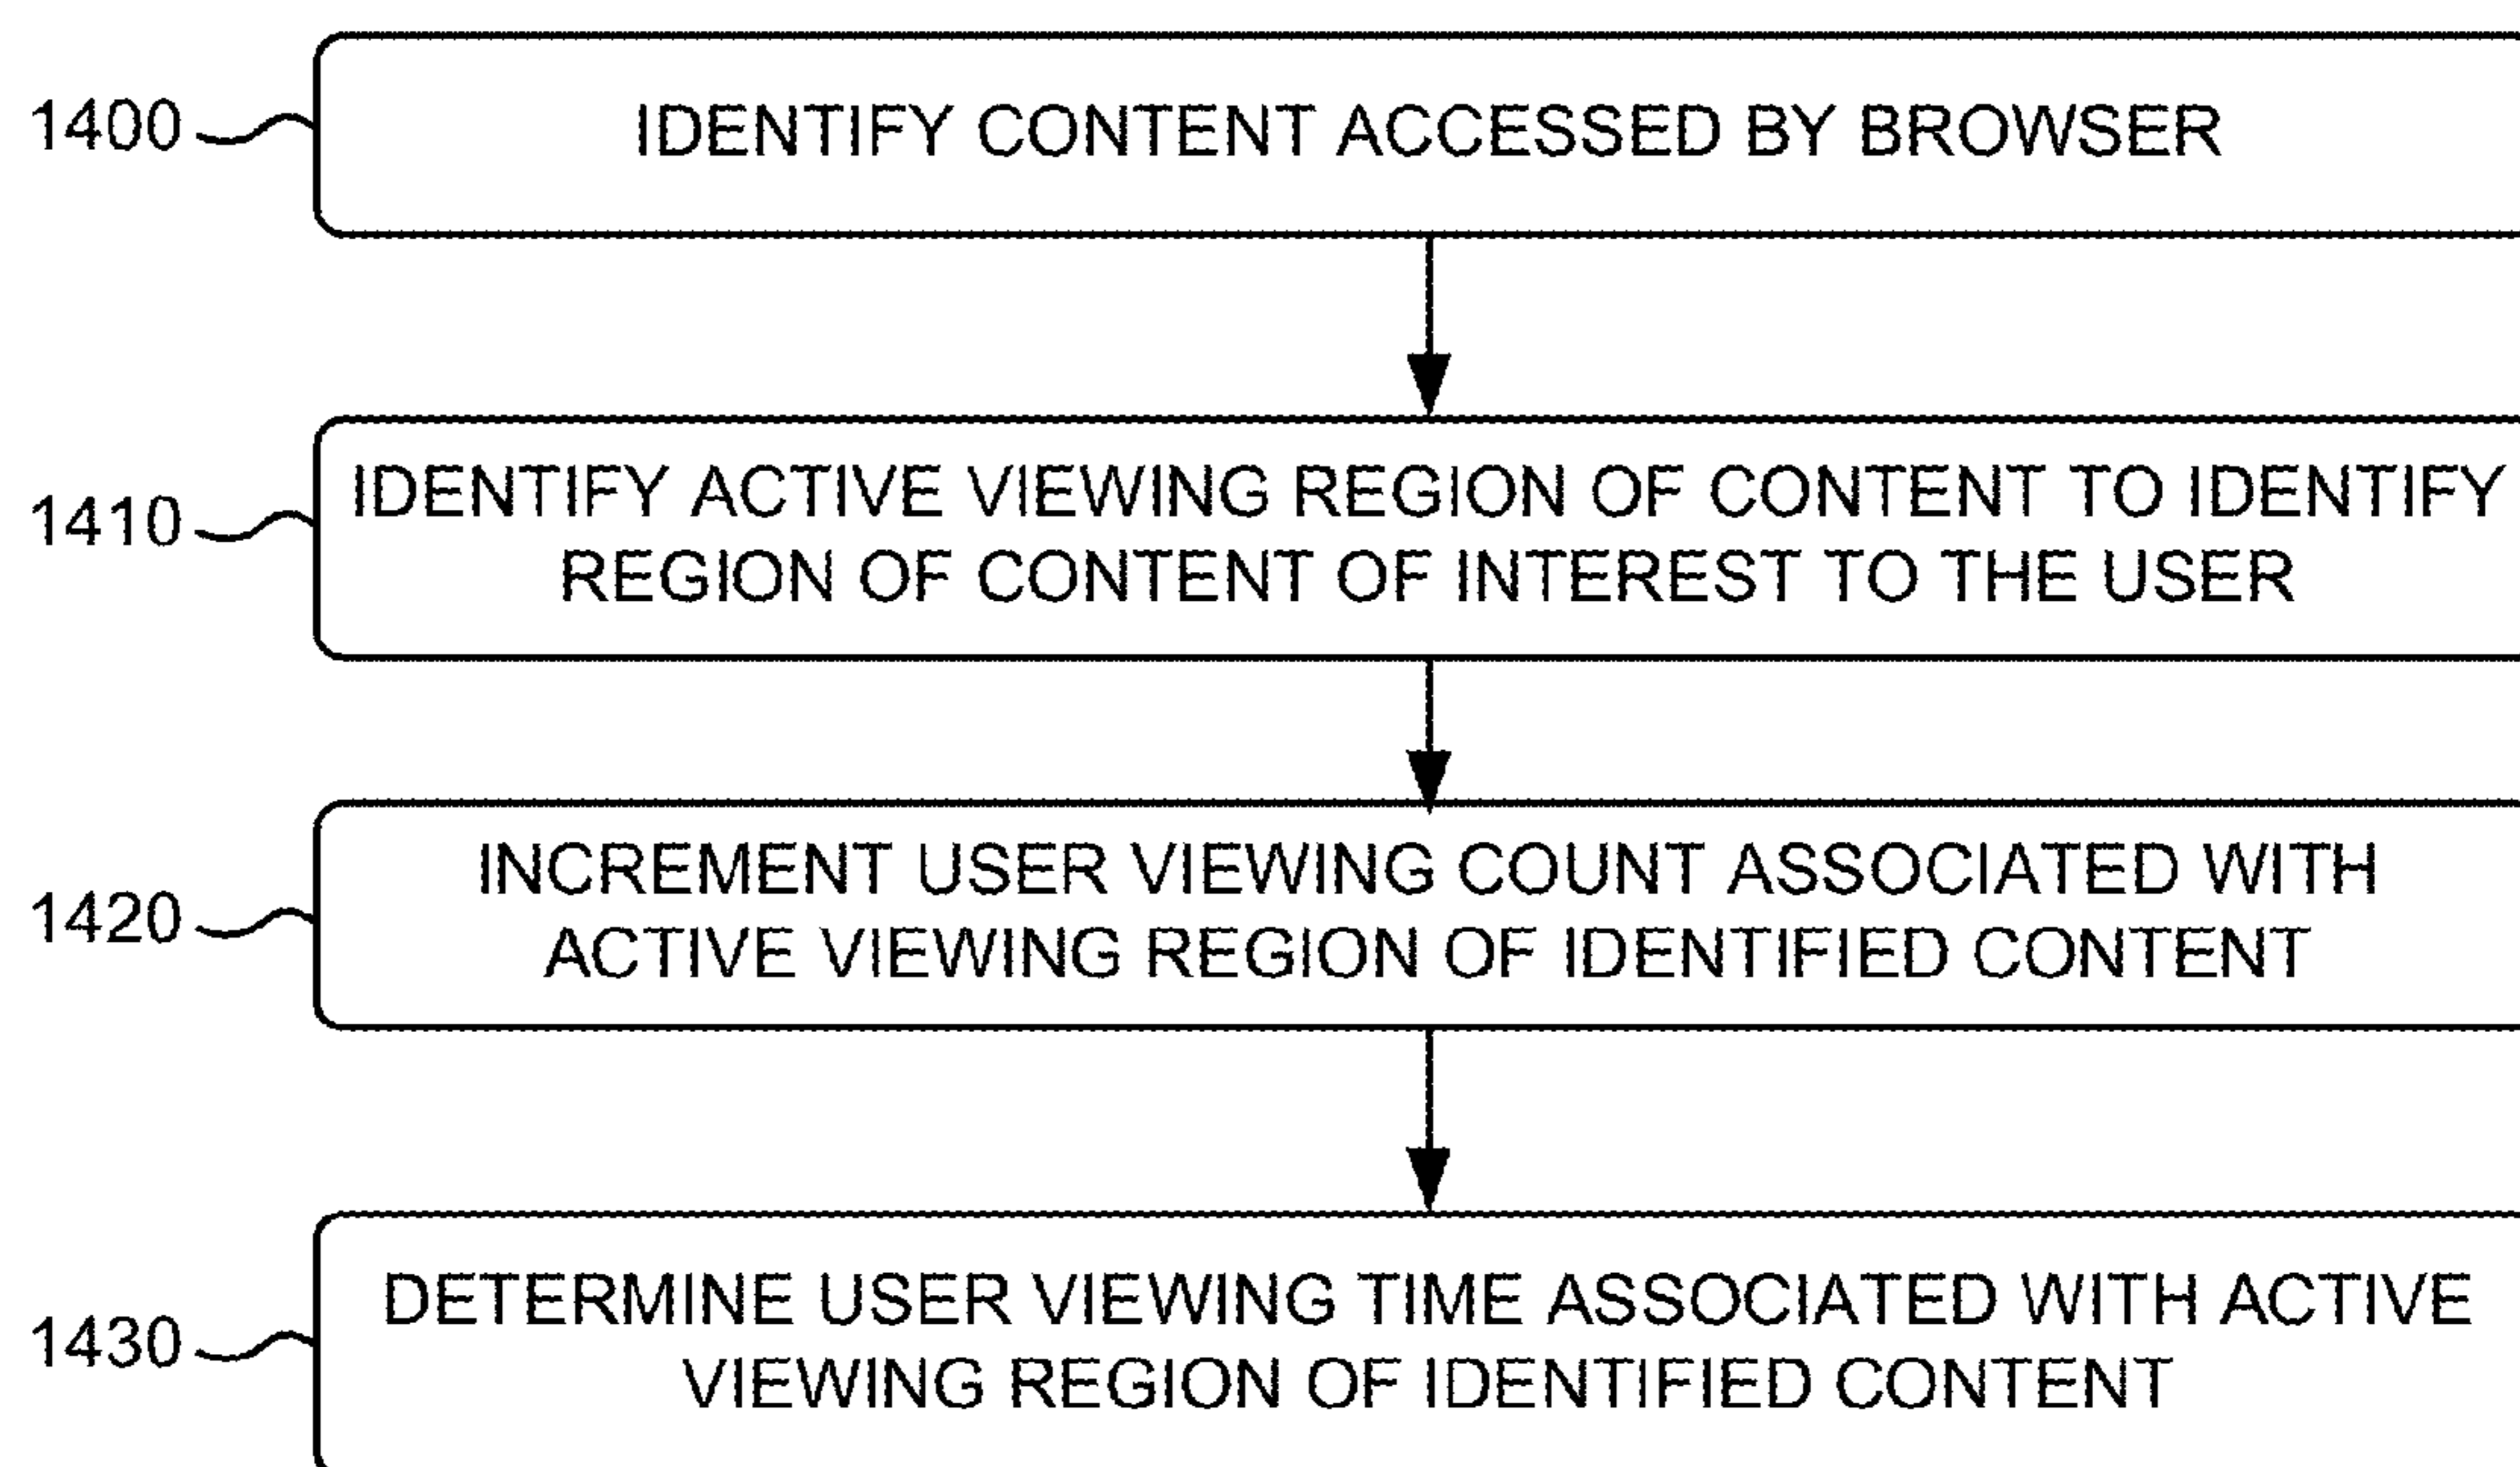 1400
IDENTIFY CONTENT ACCESSED BY BROWSER
1410
IDENTIFY ACTIVE VIEWING REGION OF CONTENT TO IDENTIFY
REGION OF CONTENT OF INTEREST TO THE USER
1420
INCREMENT USER VIEWING COUNT ASSOCIATED WITH
ACTIVE VIEWING REGION OF IDENTIFIED CONTENT
1430
DETERMINE USER VIEWING TIME ASSOCIATED WITH ACTIVE
VIEWING REGION OF IDENTIFIED CONTENT